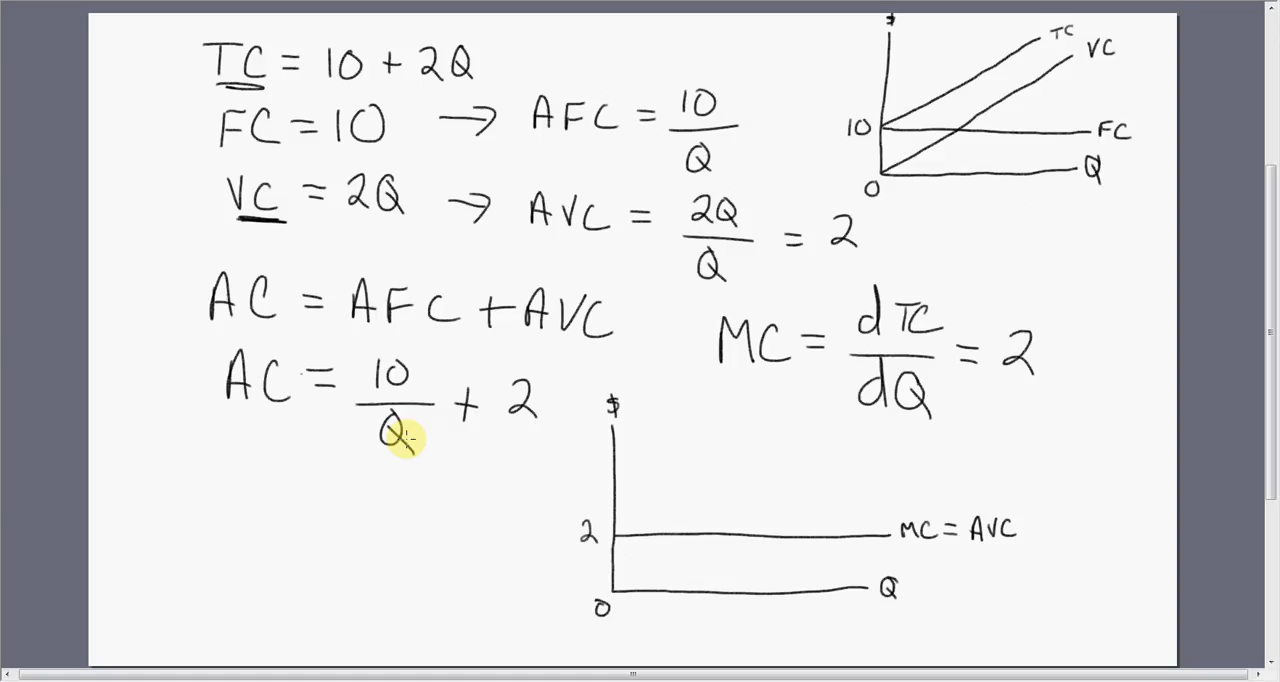 TC = 10 + 2Q
FC = 10 → AFC = 10/Q
VC = 2Q → AVC = 2Q/Q = 2
AC = AFC + AVC
AC = 10/Q + 2
MC = dTC/dQ = 2
$
TC
VC
10
FC
0
Q
$
2
MC = AVC
0
Q